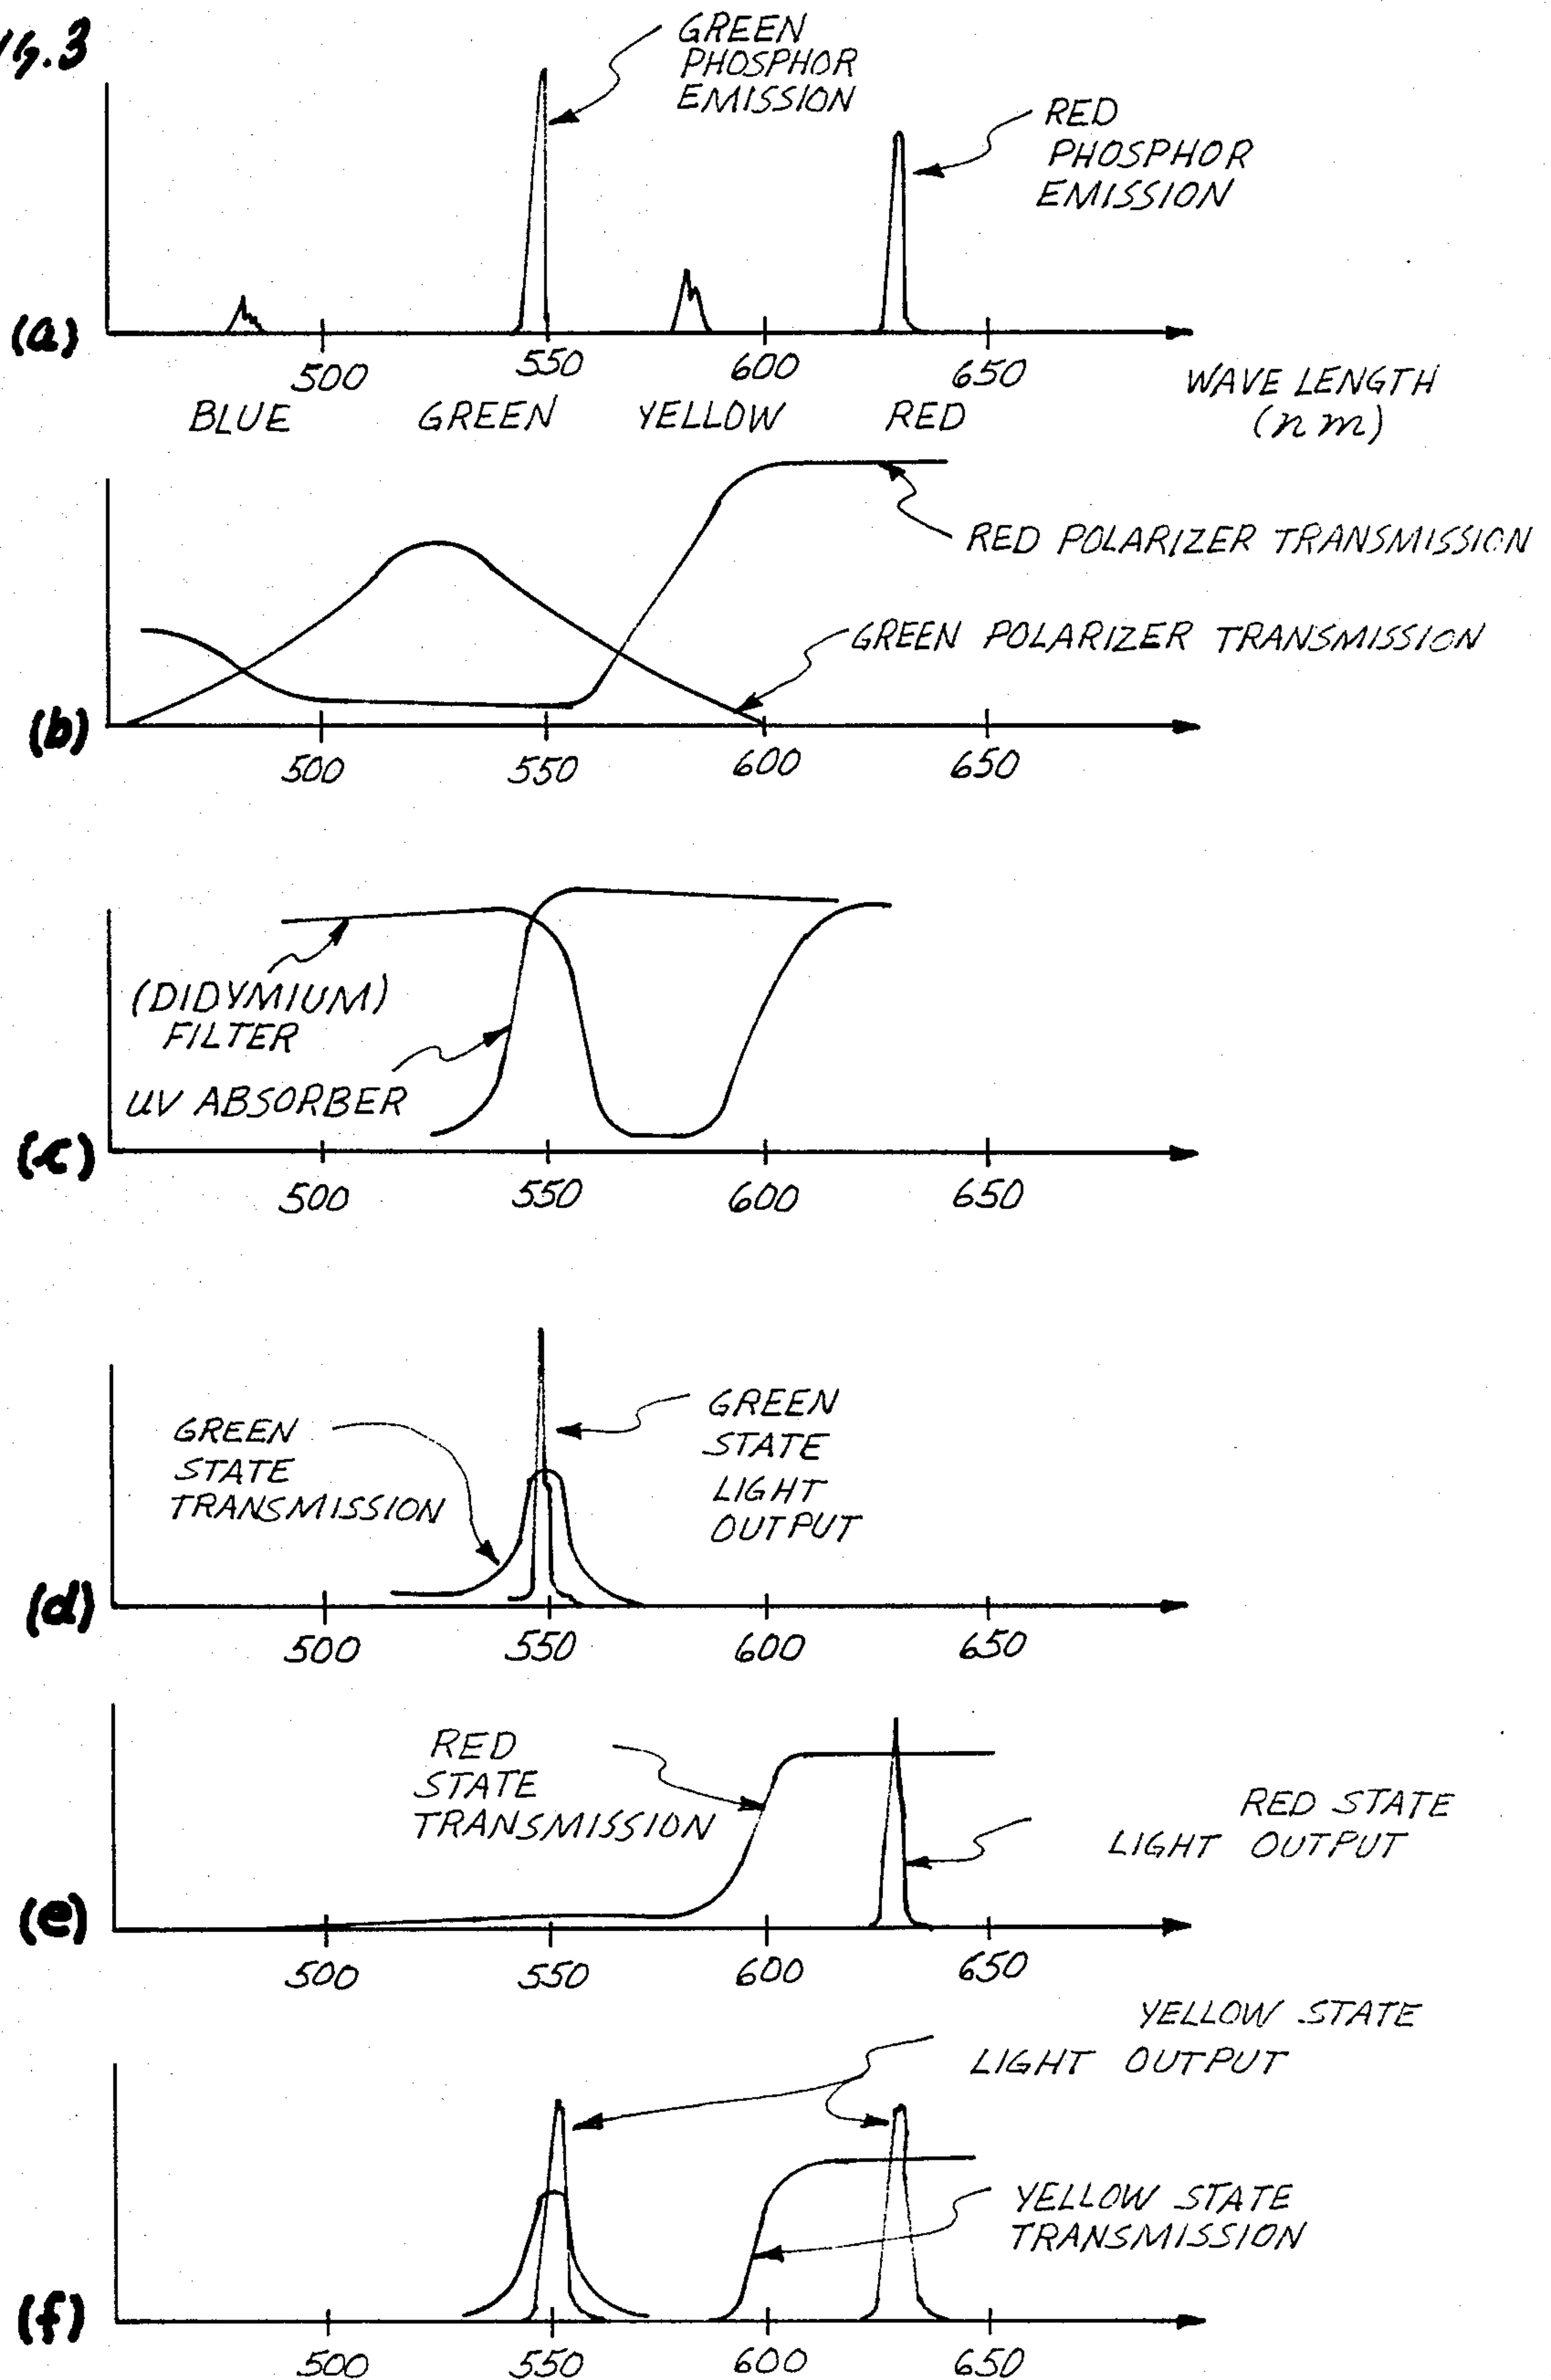 .3
GREEN
PHOSPHOR
EMISSION
RED
PHOSPHOR
EMISSION
(a)
500
550
600
650
WAVE LENGTH
(nm)
BLUE
GREEN
YELLOW
RED
RED POLARIZER TRANSMISSION
GREEN POLARIZER TRANSMISSION
(b)
500
550
600
650
(DIDYMIUM)
FILTER
UV ABSORBER
(c)
500
550
600
650
GREEN
STATE
TRANSMISSION
GREEN
STATE
LIGHT
OUTPUT
(d)
500
550
600
650
RED
STATE
TRANSMISSION
RED STATE
LIGHT OUTPUT
(e)
500
550
600
650
YELLOW STATE
LIGHT OUTPUT
YELLOW STATE
TRANSMISSION
(f)
500
550
600
650